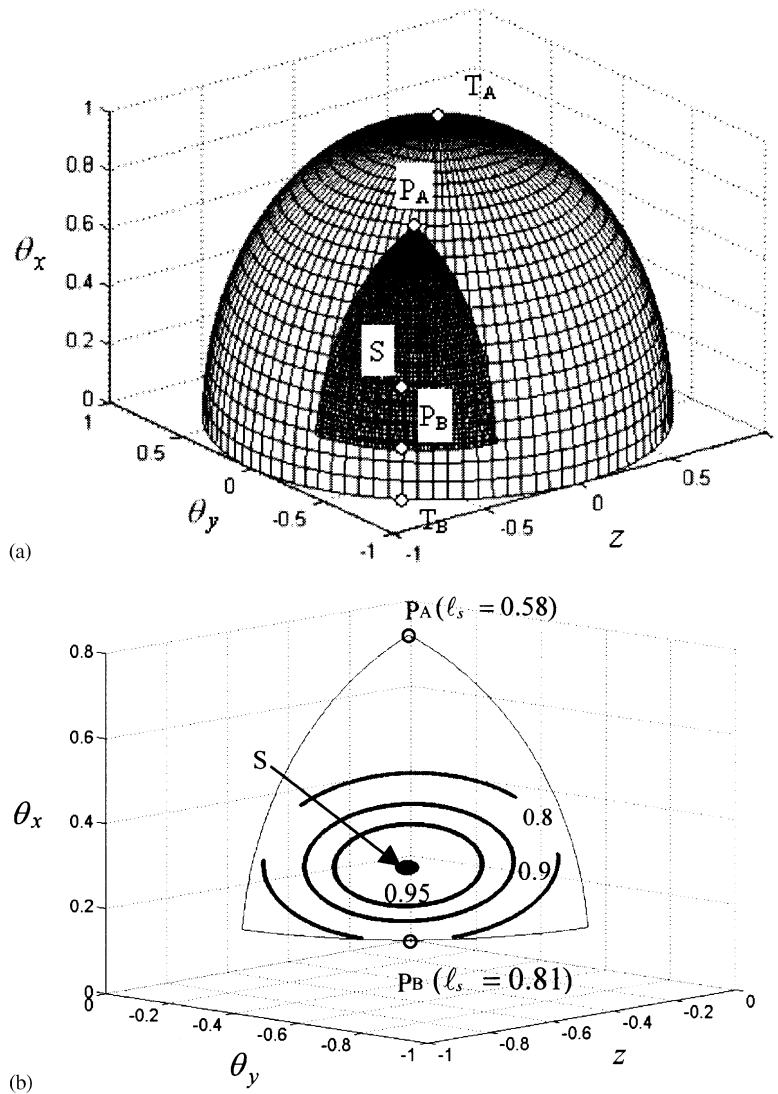 T_A
1
0.8
P_A
0.6
θ_x
0.4
S
0.2
P_B
0
1
0.5
0.5
0
0
θ_y
-0.5
T_B
-0.5
z
-1
-1
(a)
P_A (ℓ_s = 0.58)
0.8
0.6
S
θ_x
0.4
0.8
0.9
0.95
0.2
P_B (ℓ_s = 0.81)
0
0
0
-0.2
-0.2
-0.4
-0.4
-0.6
-0.6
-0.8
-0.8
-1
-1
θ_y
z
(b)